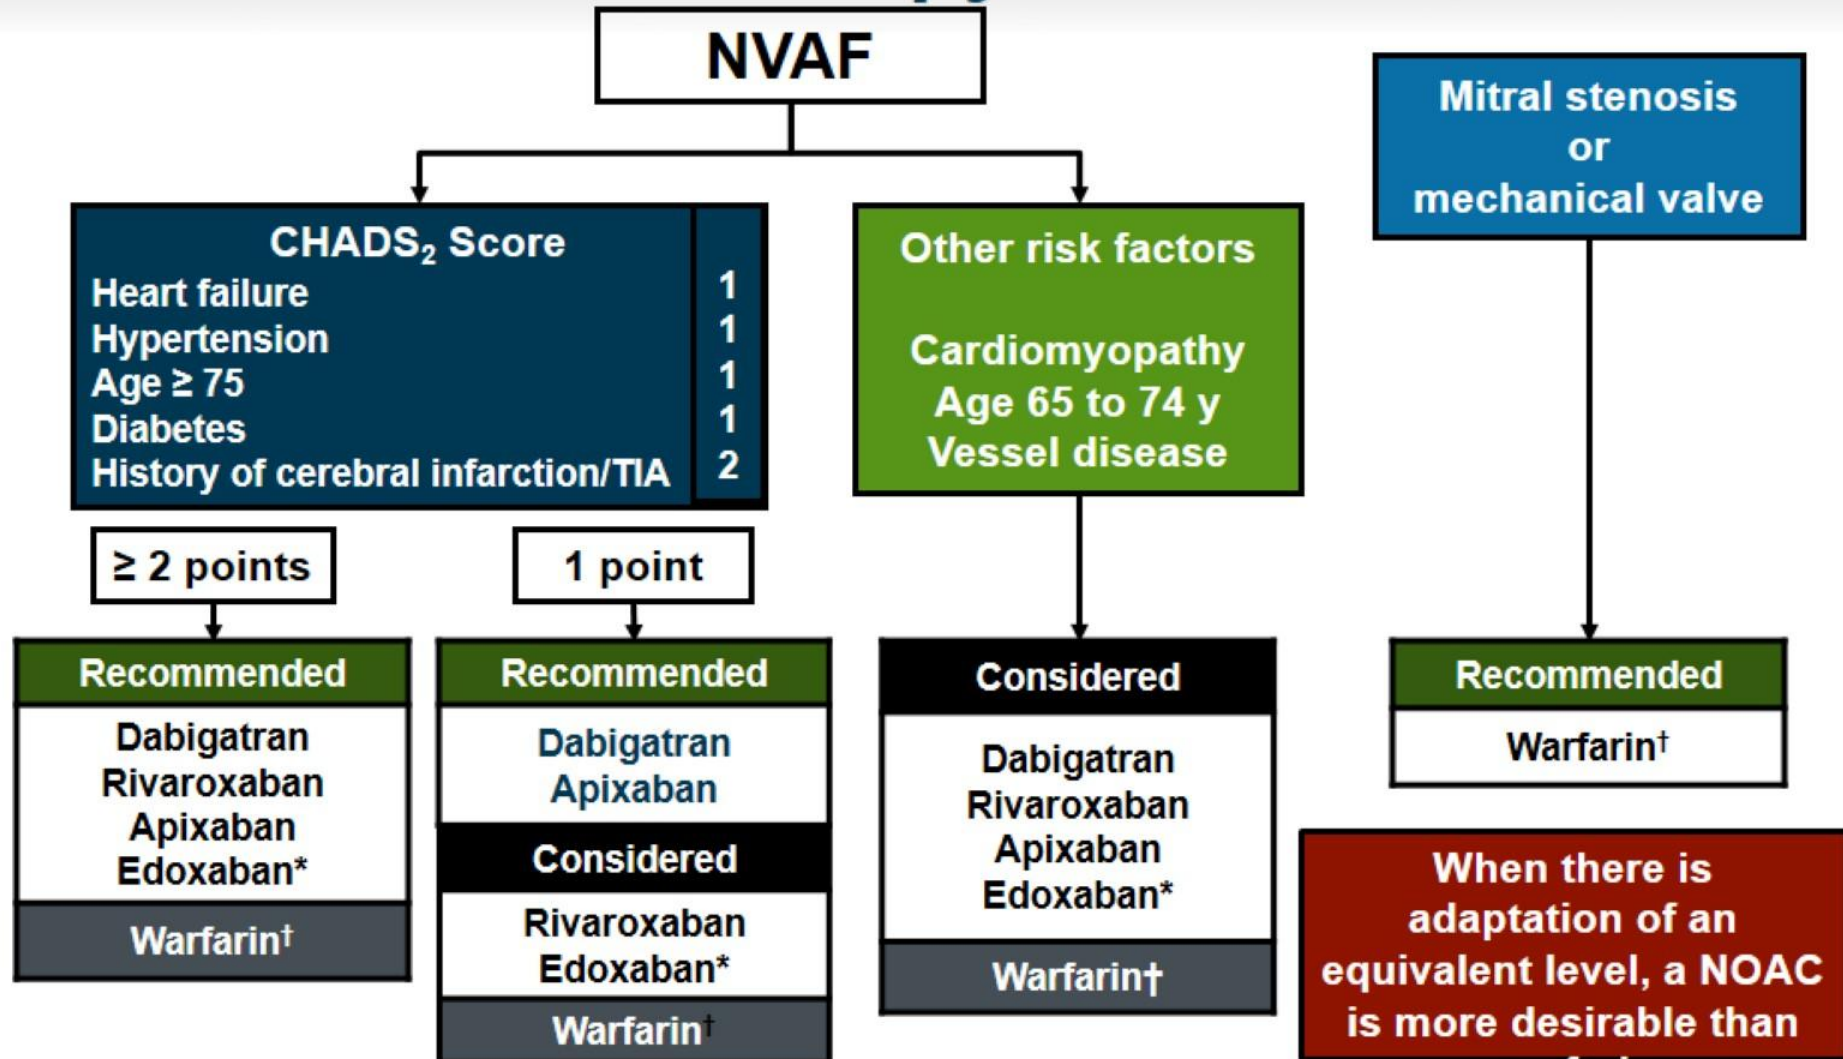 NVAF
Mitral stenosis
or
mechanical valve
CHADS₂ Score
Heart failure 1
Hypertension 1
Age ≥ 75 1
Diabetes 1
History of cerebral infarction/TIA 2
Other risk factors
Cardiomyopathy
Age 65 to 74 y
Vessel disease
≥ 2 points
1 point
Recommended
Dabigatran
Rivaroxaban
Apixaban
Edoxaban*
Warfarin†
Recommended
Dabigatran
Apixaban
Considered
Rivaroxaban
Edoxaban*
Warfarin†
Considered
Dabigatran
Rivaroxaban
Apixaban
Edoxaban*
Warfarin†
Recommended
Warfarin†
When there is
adaptation of an
equivalent level, a NOAC
is more desirable than